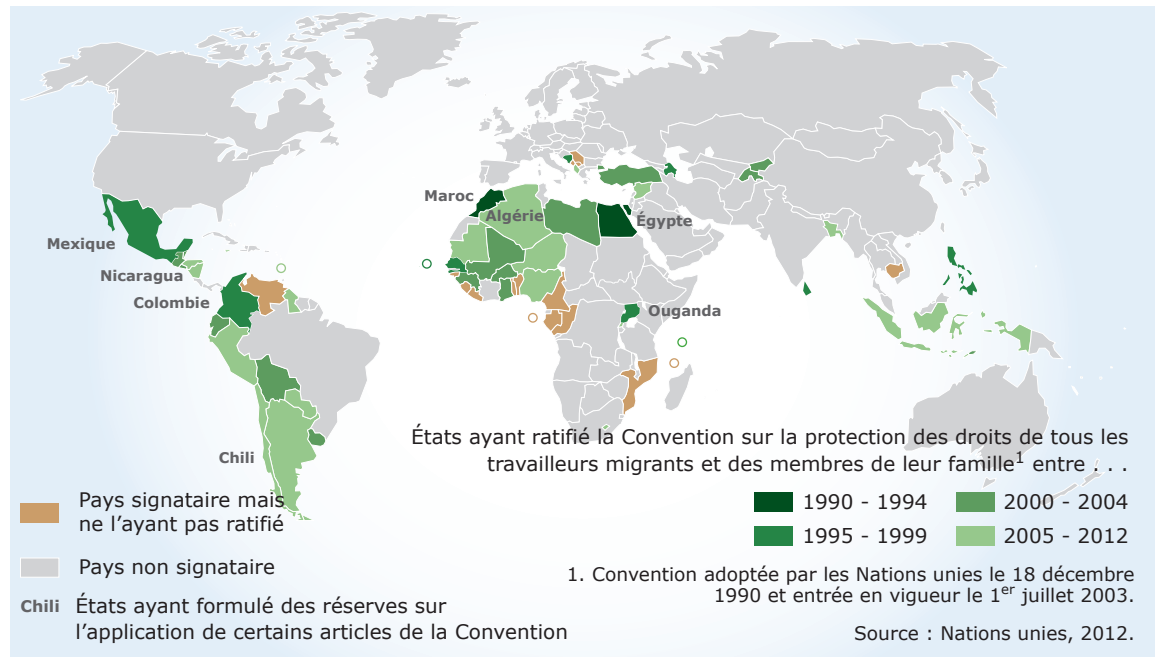 Maroc
Algérie
Égypte
Mexique
Nicaragua
Colombie
Ouganda
Chili
États ayant ratifié la Convention sur la protection des droits de tous les
travailleurs migrants et des membres de leur famille¹ entre . . .
1990 - 1994
2000 - 2004
1995 - 1999
2005 - 2012
Pays signataire mais
ne l'ayant pas ratifié
Pays non signataire
Chili États ayant formulé des réserves sur
l'application de certains articles de la Convention
1. Convention adoptée par les Nations unies le 18 décembre
1990 et entrée en vigueur le 1er juillet 2003.
Source : Nations unies, 2012.